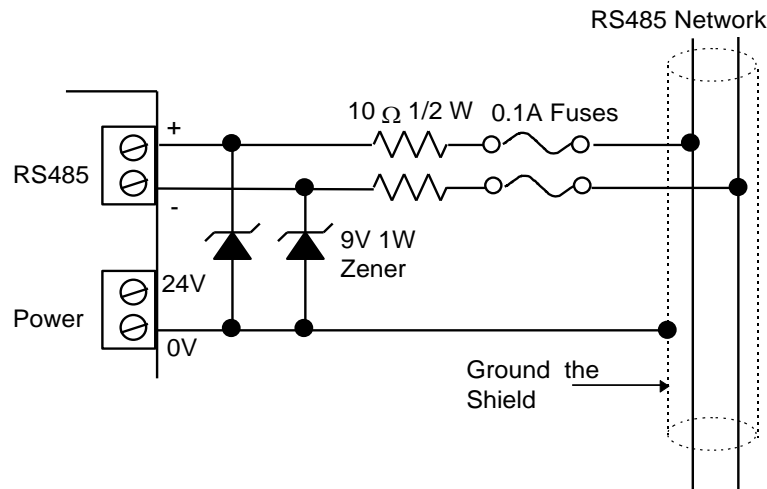 RS485 Network
10 Ω 1/2 W 0.1A Fuses
+
RS485
-
9V 1W
Zener
24V
Power
0V
Ground the
Shield